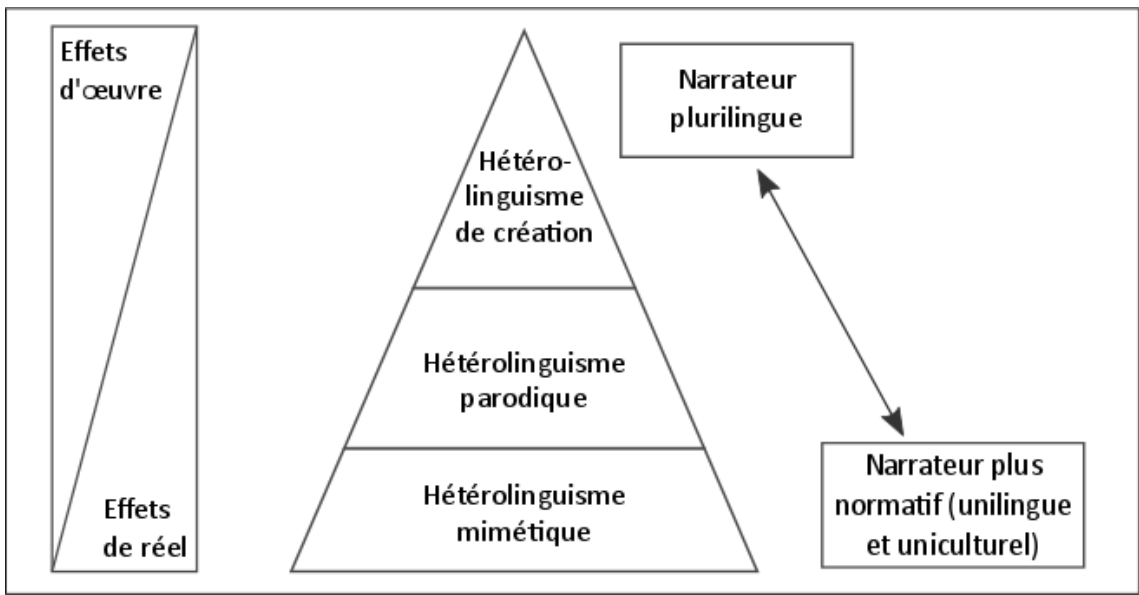 Effets
d'œuvre
Effets
de réel
Hétéro-
linguisme
de création
Hétérolinguisme
parodique
Hétérolinguisme
mimétique
Narrateur
plurilingue
Narrateur plus
normatif (unilingue
et uniculturel)